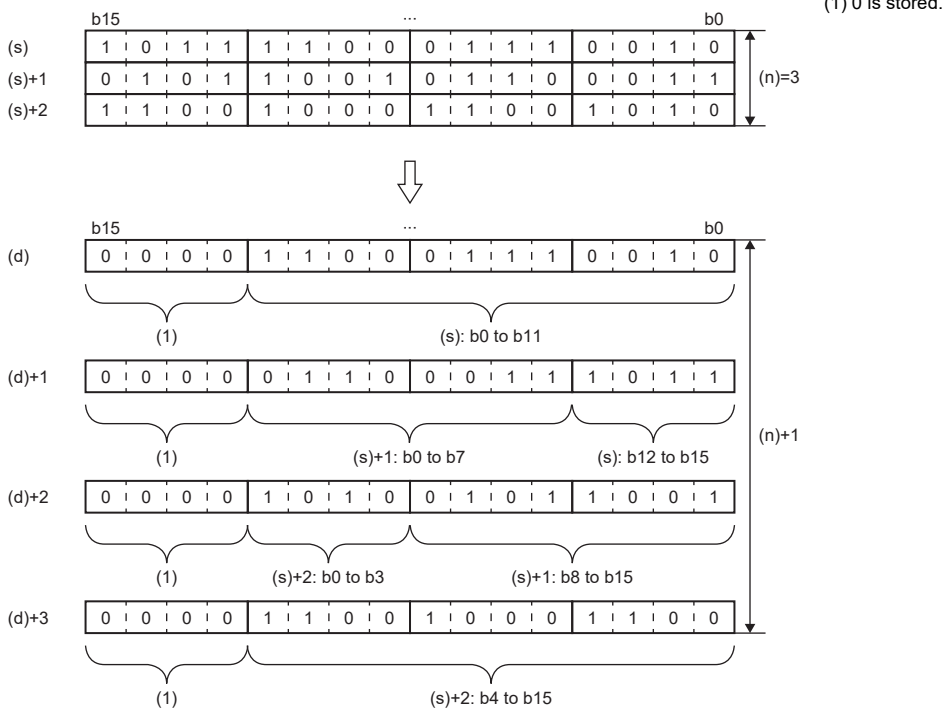 (1) 0 is stored.
b15 ... b0
(s) 1 0 1 1 1 1 0 0 0 1 1 1 0 0 1 0
(s)+1 0 1 0 1 1 0 0 1 0 1 1 0 0 0 1 1
(n)=3
(s)+2 1 1 0 0 1 0 0 0 1 1 0 0 1 0 1 0
b15 ... b0
(d) 0 0 0 0 1 1 0 0 0 1 1 1 0 0 1 0
(1) (s): b0 to b11
(d)+1 0 0 0 0 0 1 1 0 0 0 1 1 1 0 1 1
(n)+1
(1) (s)+1: b0 to b7 (s): b12 to b15
(d)+2 0 0 0 0 1 0 1 0 0 1 0 1 1 0 0 1
(1) (s)+2: b0 to b3 (s)+1: b8 to b15
(d)+3 0 0 0 0 1 1 0 0 1 0 0 0 1 1 0 0
(1) (s)+2: b4 to b15